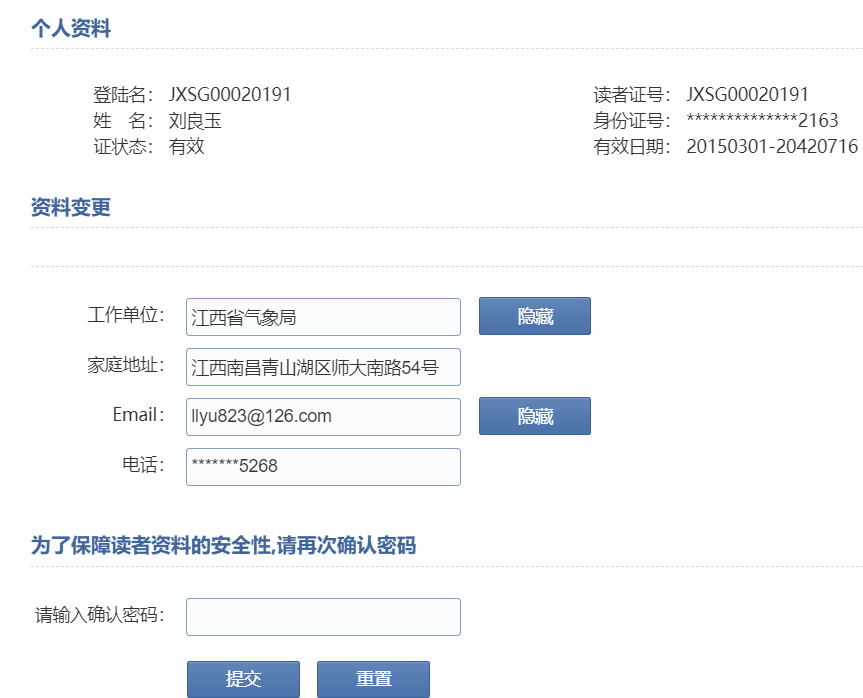 个人资料
登陆名： JXSG00020191 读者证号： JXSG00020191
姓 名： 刘良玉 身份证号： **************2163
证状态： 有效 有效日期： 20150301-20420716
资料变更
工作单位： 江西省气象局 隐藏
家庭地址： 江西南昌青山湖区师大南路54号
Email： llyu823@126.com 隐藏
电话： *******5268
为了保障读者资料的安全性,请再次确认密码
请输入确认密码：
提交 重置